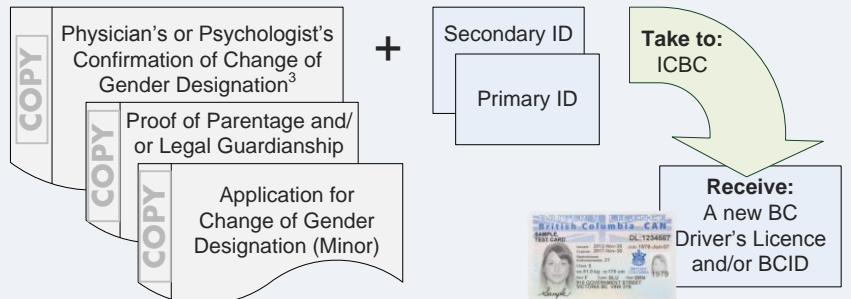 COPY
Physician's or Psychologist's
Confirmation of Change of
Gender Designation3
COPY
Proof of Parentage and/
or Legal Guardianship
COPY
Application for
Change of Gender
Designation (Minor)
+
Secondary ID
Primary ID
Take to:
ICBC
Receive:
A new BC
Driver's Licence
and/or BCID
British Columbia CAN
SAMPLE,
TEST CARD
DL:1234567
1979
Sample